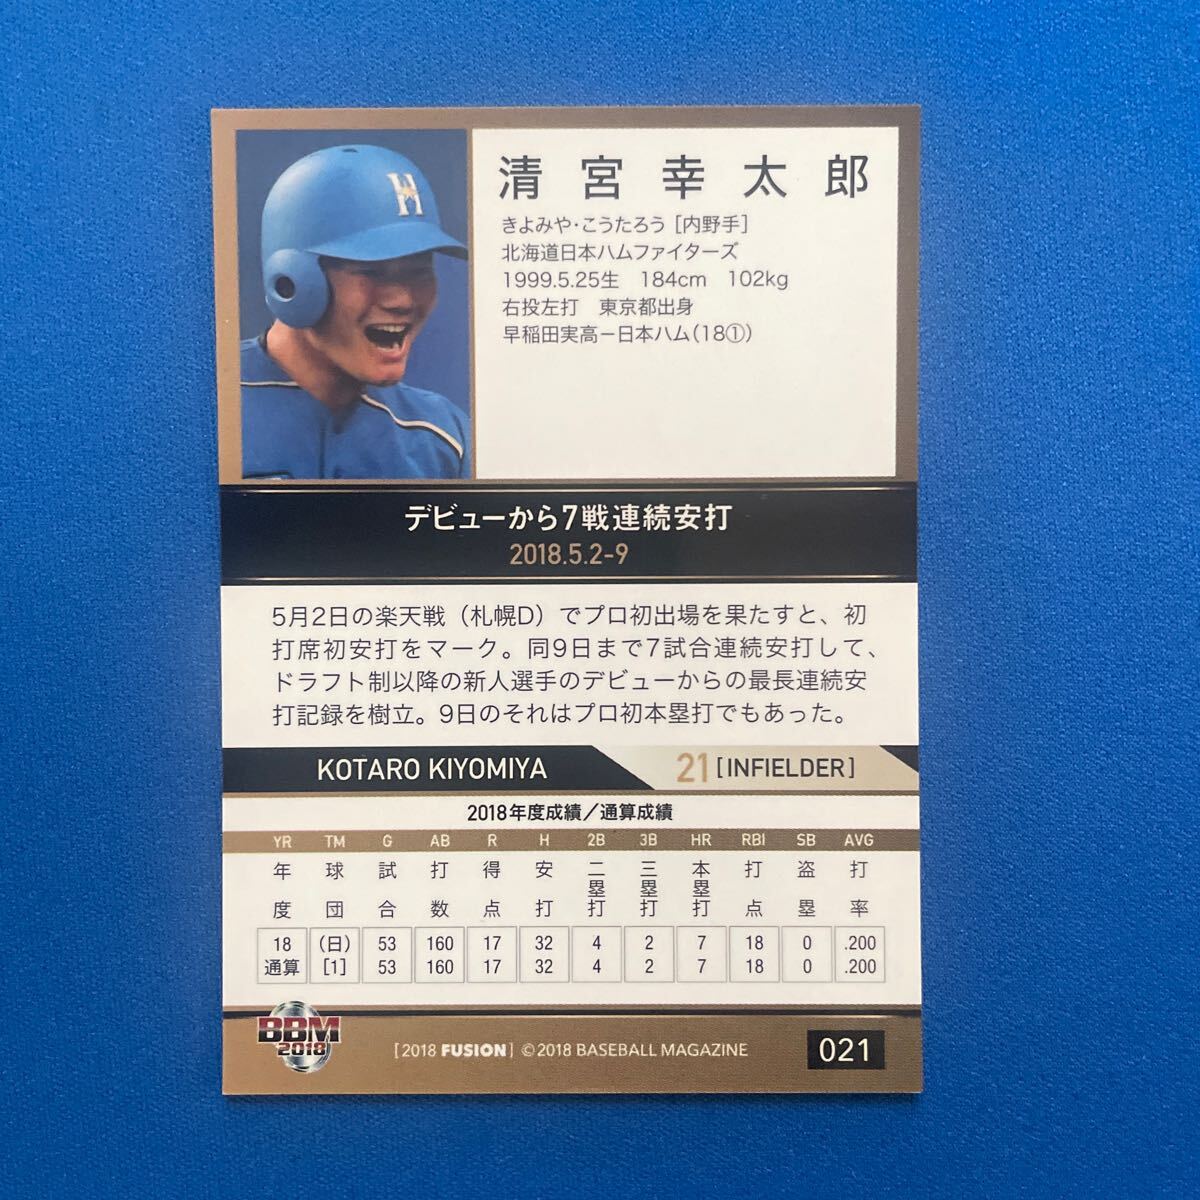 H
清宮幸太郎
きよみや・こうたろう［内野手］
北海道日本ハムファイターズ
1999.5.25生　184cm　102kg
右投左打　東京都出身
早稲田実高－日本ハム（18①）
デビューから7戦連続安打
2018.5.2-9
5月2日の楽天戦（札幌D）でプロ初出場を果たすと、初
打席初安打をマーク。同9日まで7試合連続安打して、
ドラフト制以降の新人選手のデビューからの最長連続安
打記録を樹立。9日のそれはプロ初本塁打でもあった。
KOTARO KIYOMIYA 21 [INFIELDER]
2018年度成績／通算成績
YR TM G AB R H 2B 3B HR RBI SB AVG
年度 球団 試合 打数 得点 安打 二塁打 三塁打 本塁打 打点 盗塁 打率
18 (日) 53 160 17 32 4 2 7 18 0 .200
通算 [1] 53 160 17 32 4 2 7 18 0 .200
BBM
2018
[2018 FUSION] ©2018 BASEBALL MAGAZINE 021